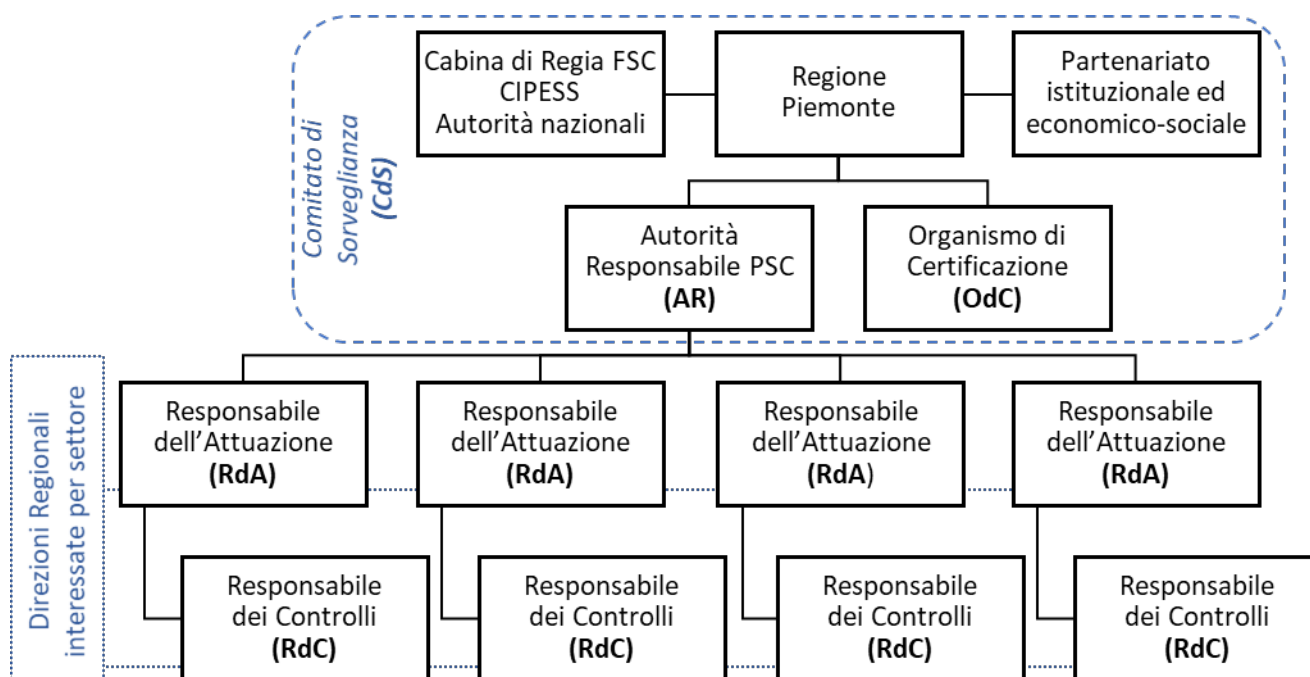 Comitato di
Sorveglianza
(CdS)
Cabina di Regia FSC
CIPESS
Autorità nazionali
Regione
Piemonte
Partenariato
istituzionale ed
economico-sociale
Autorità
Responsabile PSC
(AR)
Organismo di
Certificazione
(OdC)
Direzioni Regionali
interessate per settore
Responsabile
dell’Attuazione
(RdA)
Responsabile
dell’Attuazione
(RdA)
Responsabile
dell’Attuazione
(RdA)
Responsabile
dell’Attuazione
(RdA)
Responsabile
dei Controlli
(RdC)
Responsabile
dei Controlli
(RdC)
Responsabile
dei Controlli
(RdC)
Responsabile
dei Controlli
(RdC)